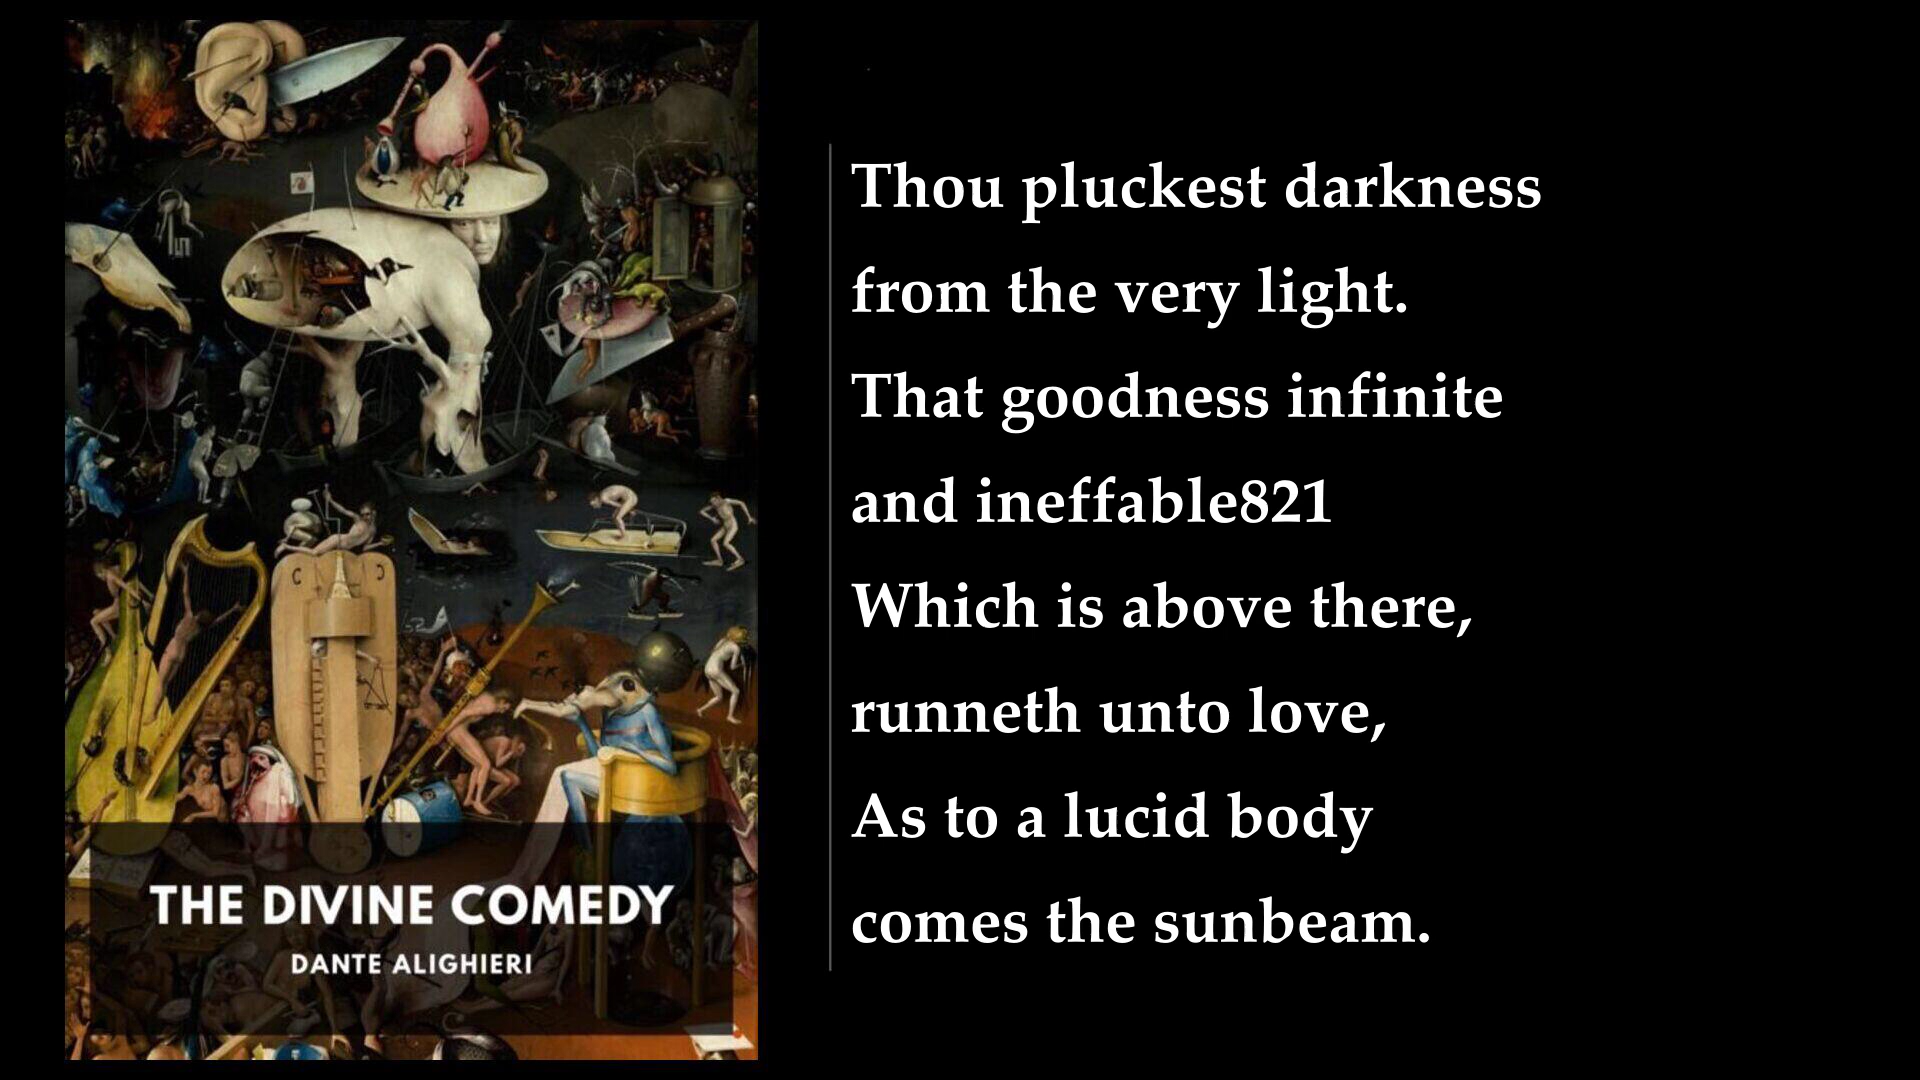 THE DIVINE COMEDY
DANTE ALIGHIERI
Thou pluckest darkness
from the very light.
That goodness infinite
and ineffable821
Which is above there,
runneth unto love,
As to a lucid body
comes the sunbeam.